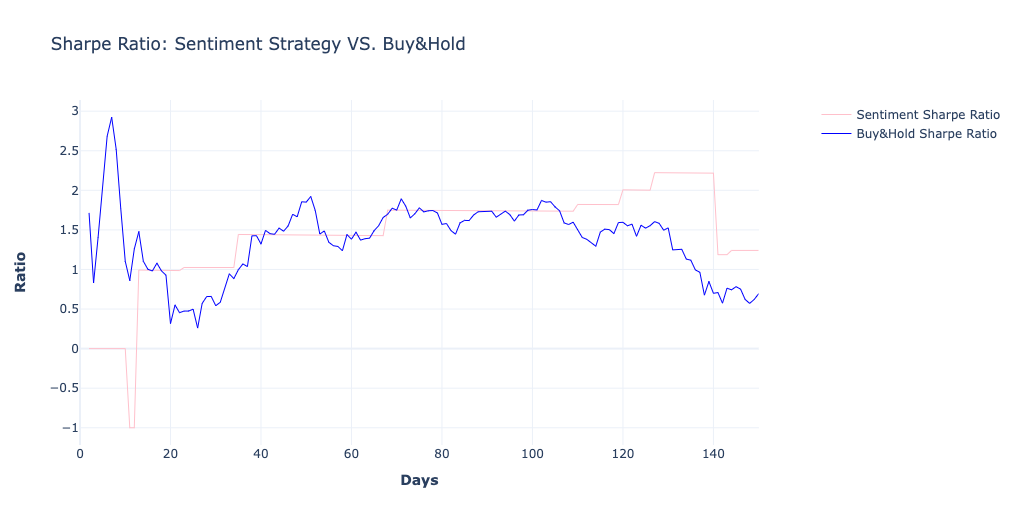 Sharpe Ratio: Sentiment Strategy VS. Buy&Hold
Sentiment Sharpe Ratio
Buy&Hold Sharpe Ratio
3
2.5
2
1.5
1
0.5
0
−0.5
−1
Ratio
0 20 40 60 80 100 120 140
Days